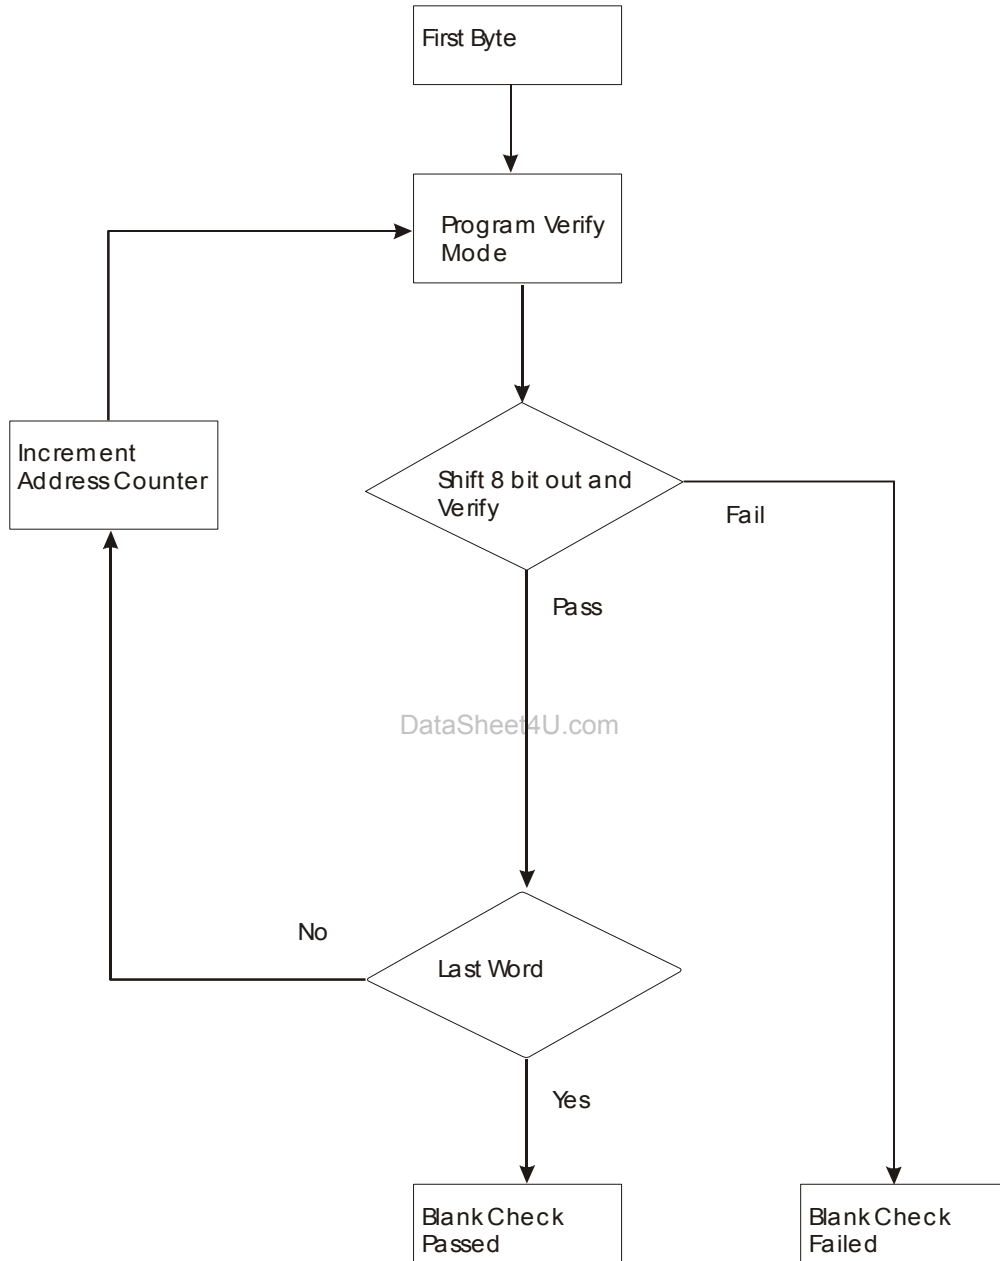 First Byte
Program Verify
Mode
Increment
Address Counter
Shift 8 bit out and
Verify
Fail
Pass
DataSheet4U.com
No
Last Word
Yes
Blank Check
Passed
Blank Check
Failed